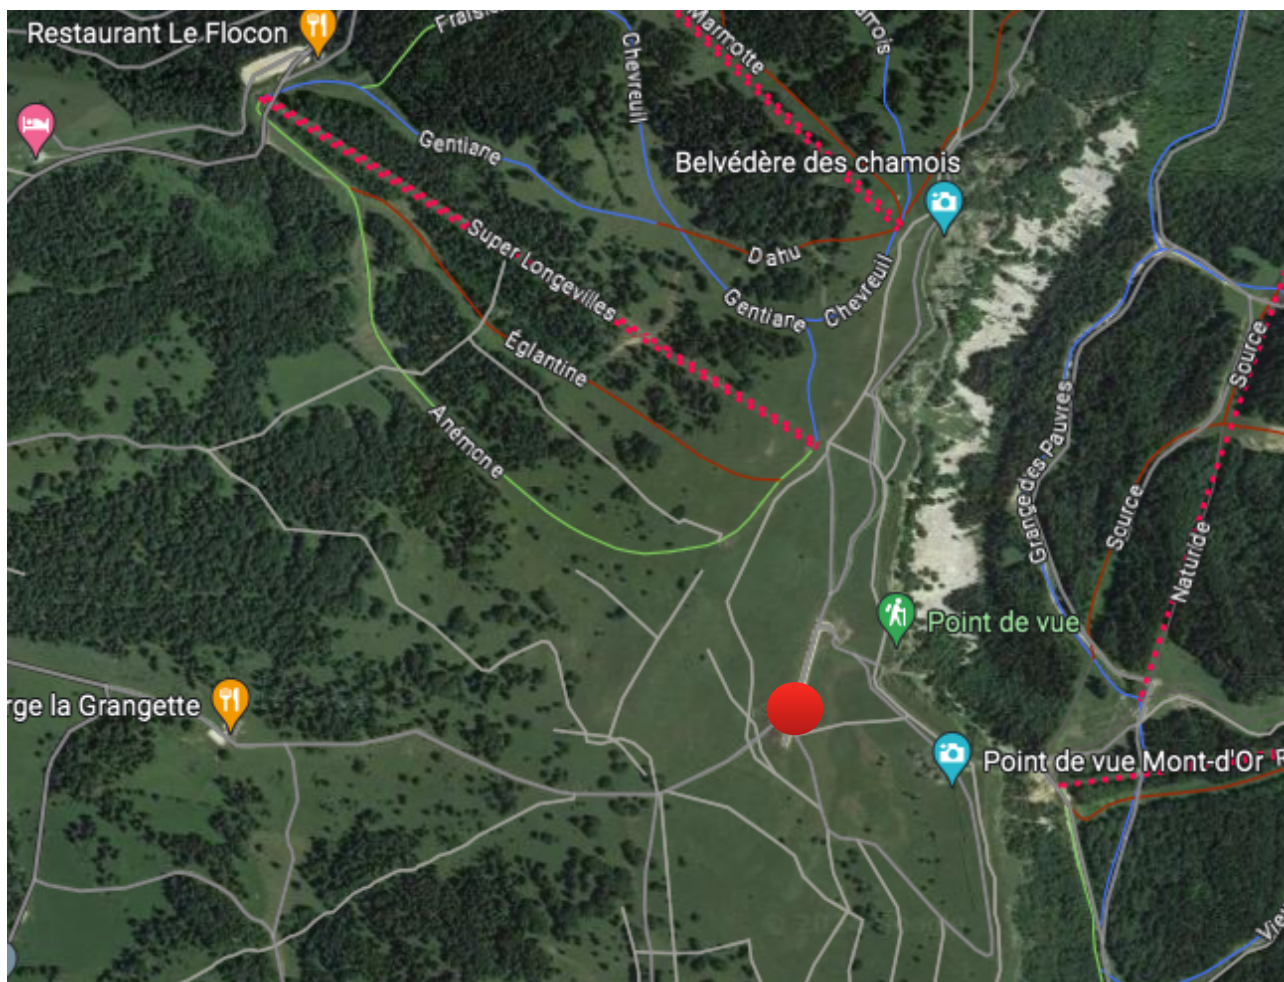 Restaurant Le Flocon
Marmotte
Chevreuil
Gentiane
Belvédère des chamois
Super Longevilles
Dahu
Gentiane
Chevreuil
Églantine
Anémone
Source
Grange des Pauvres
Source
Naturide
Point de vue
rge la Grangette
Point de vue Mont-d'Or